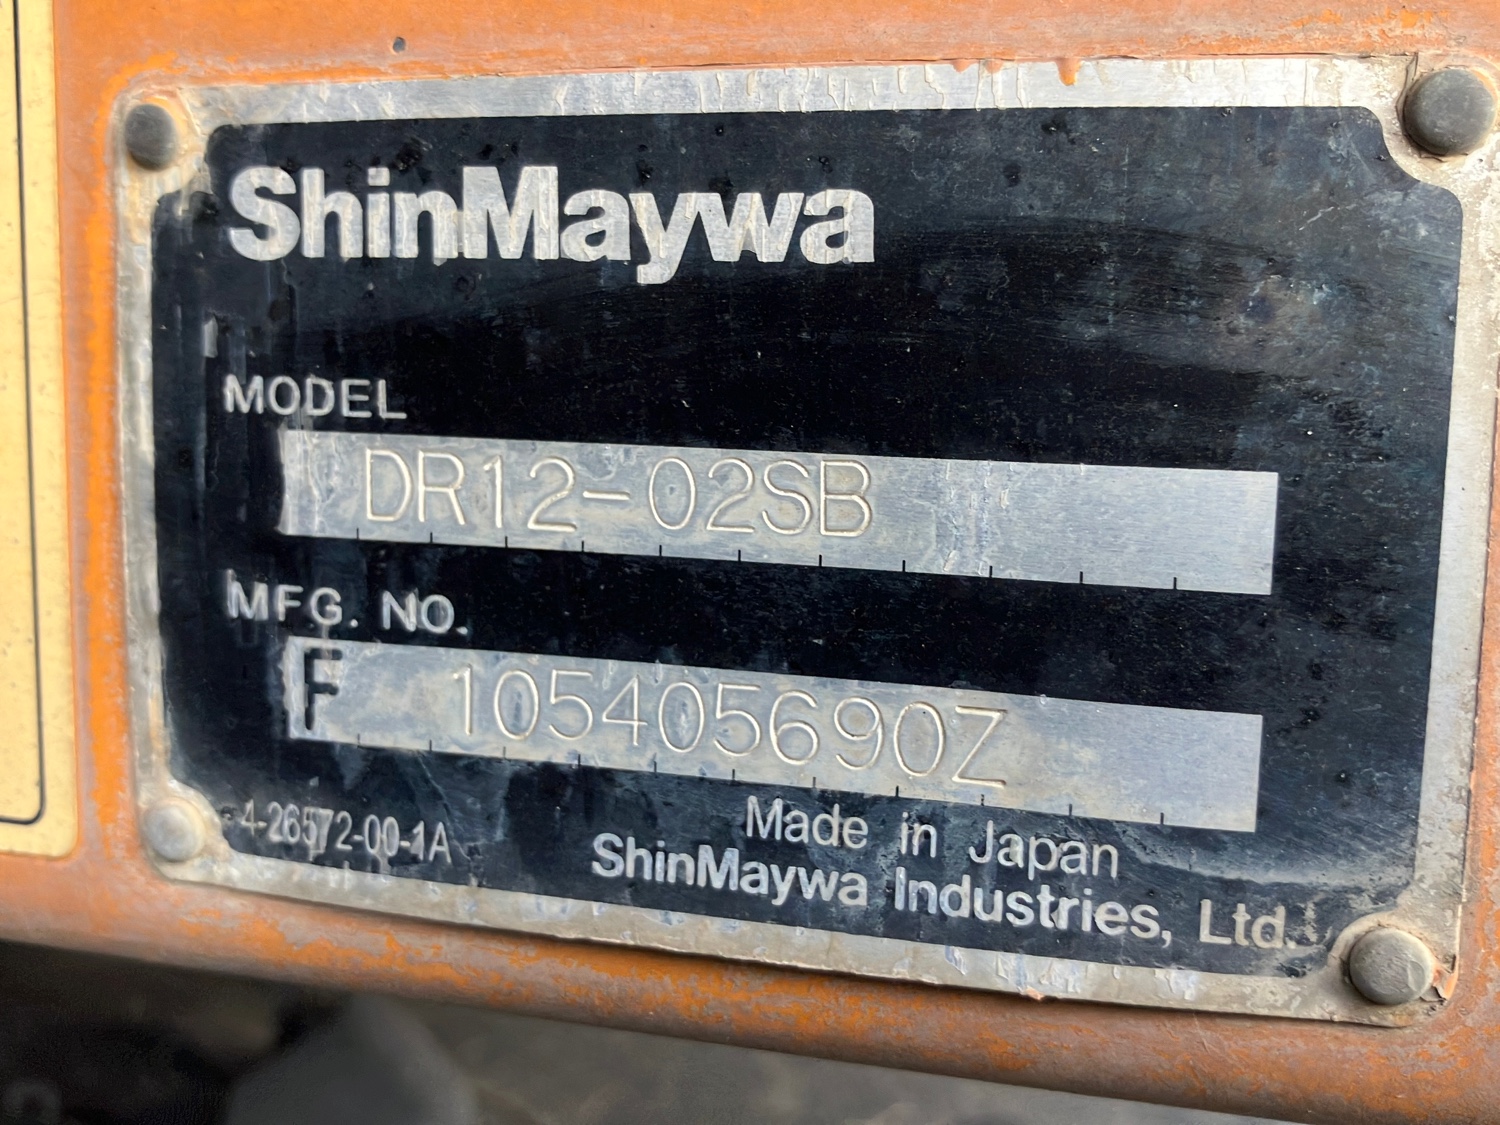 ShinMaywa
MODEL
DR12-02SB
MFG. NO.
F 105405690Z
4-26572-00-1A
Made in Japan
ShinMaywa Industries, Ltd.